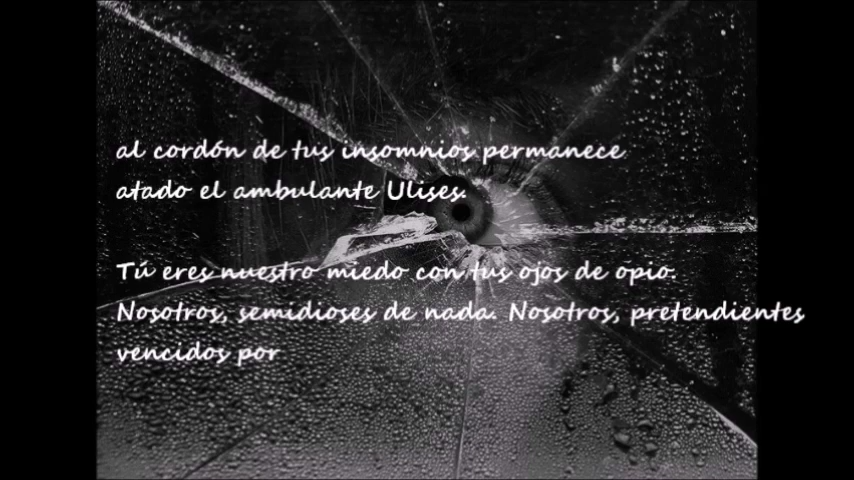 al cordón de tus insomnios permanece
atado el ambulante Ulises.
Tú eres nuestro miedo con tus ojos de opio.
Nosotros, semidioses de nada. Nosotros, pretendientes
vencidos por